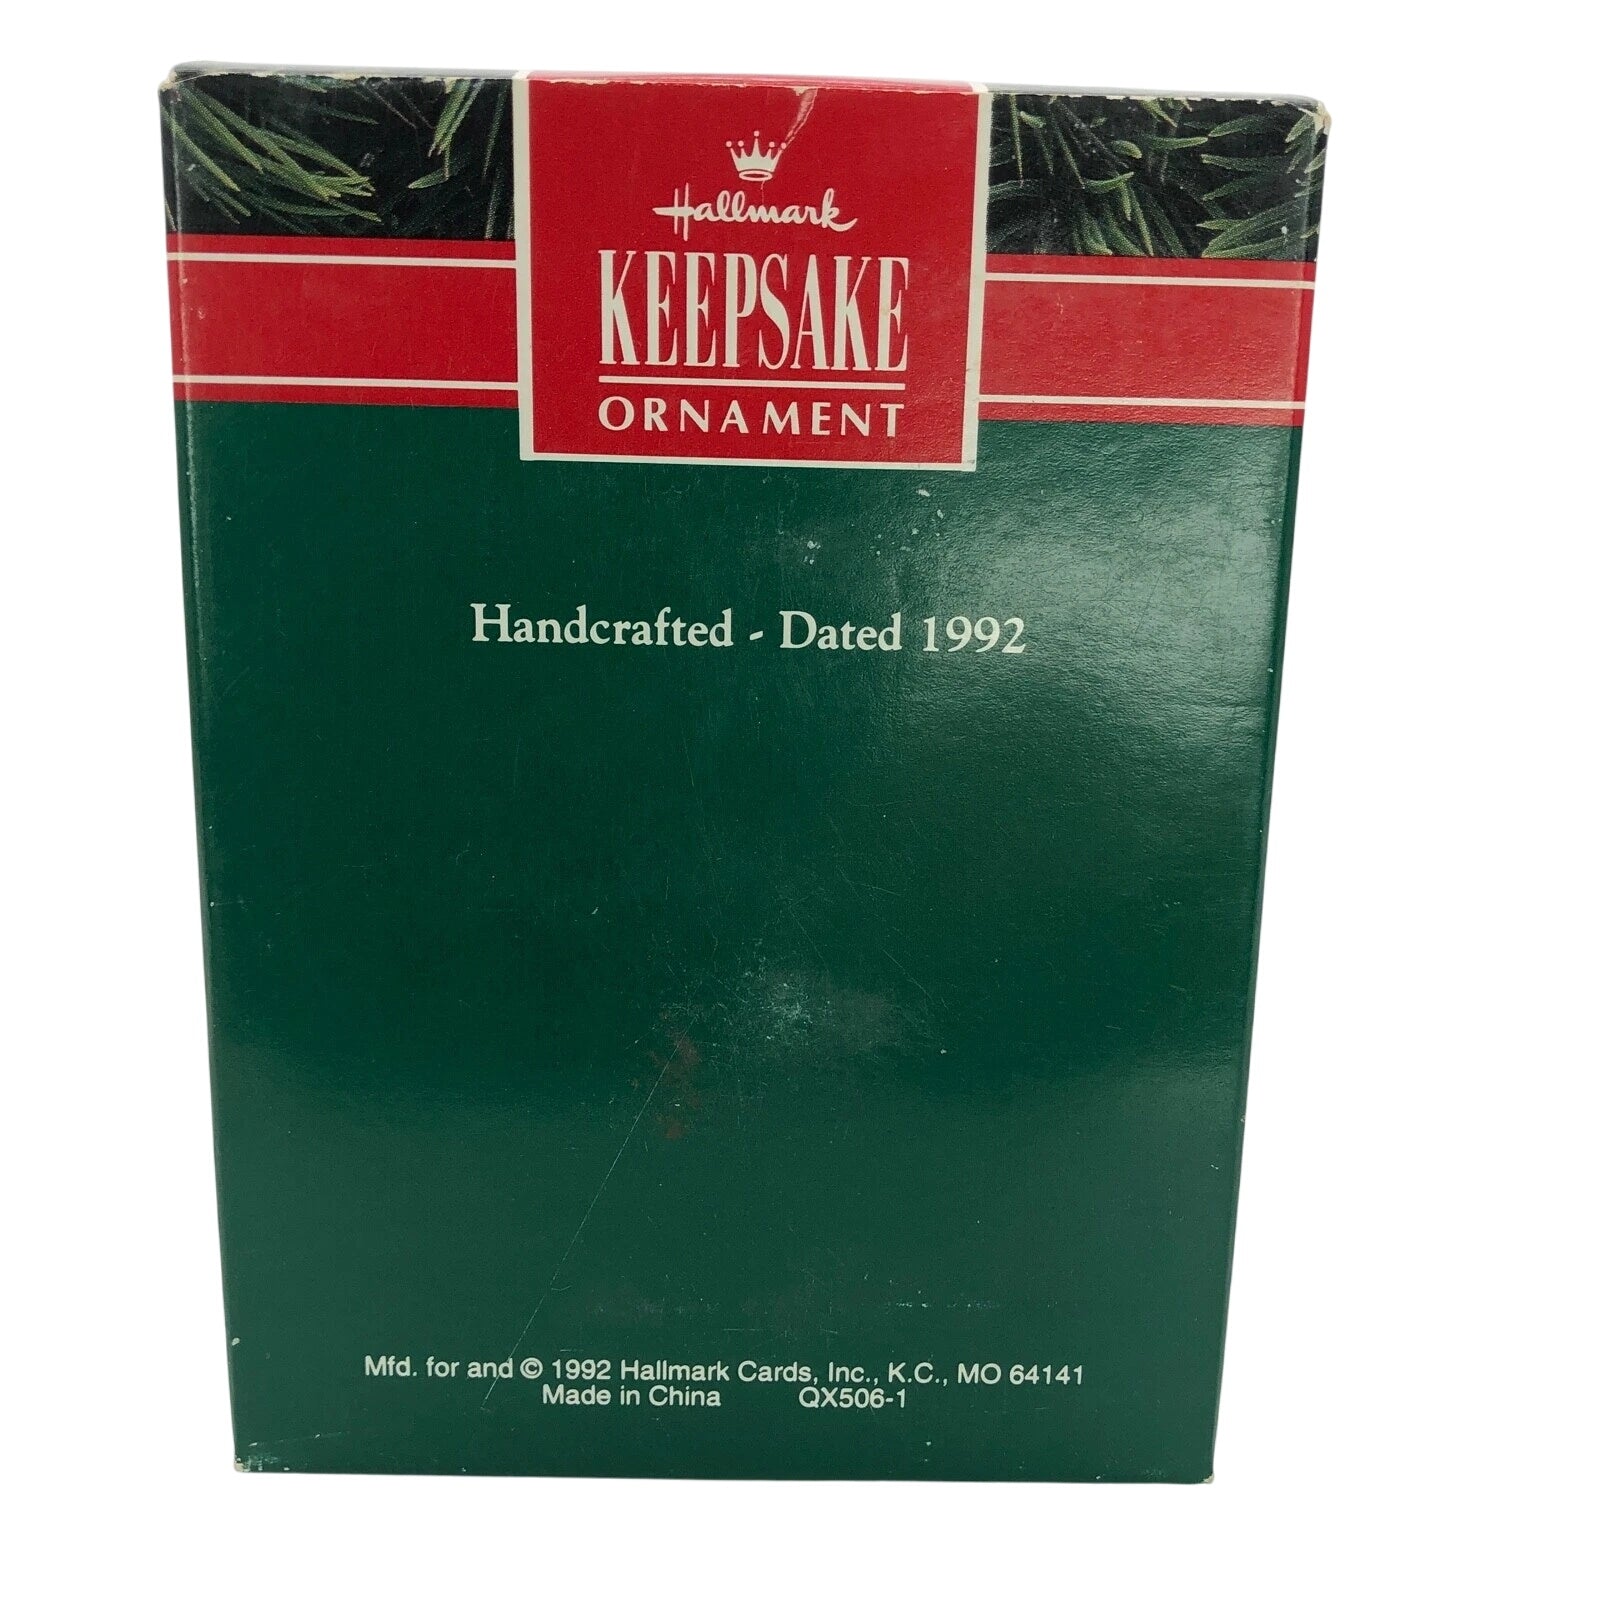 Hallmark
KEEPSAKE
ORNAMENT
Handcrafted - Dated 1992
Mfd. for and © 1992 Hallmark Cards, Inc., K.C., MO 64141
Made in China QX506-1